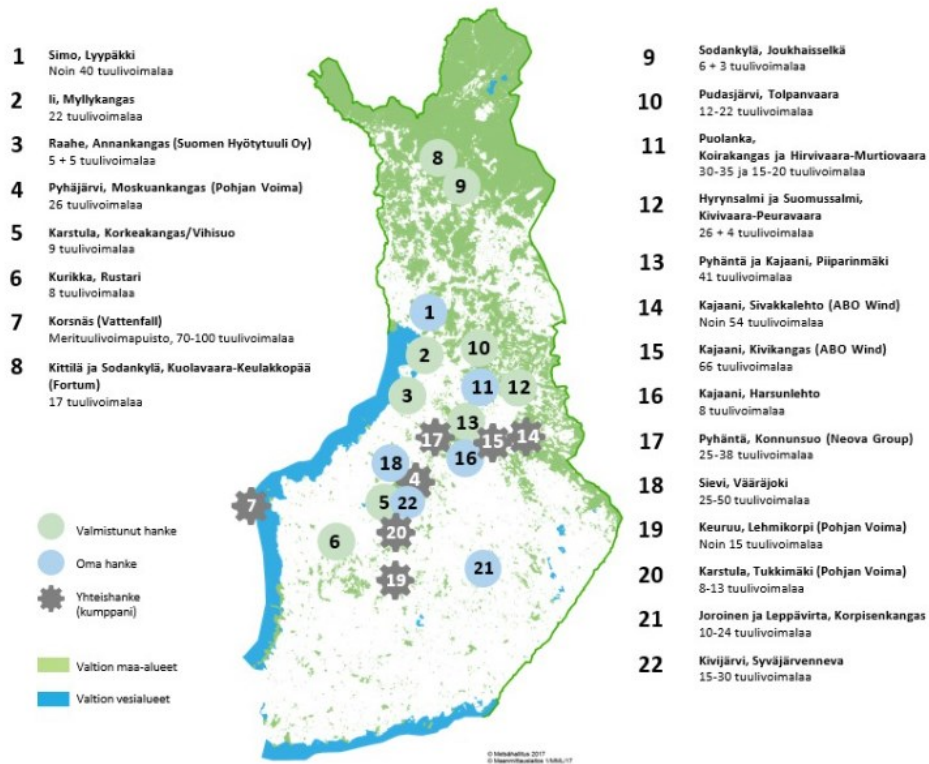 1 Simo, Lyypäkki
Noin 40 tuulivoimalaa
2 Ii, Myllykangas
22 tuulivoimalaa
3 Raahe, Annankangas (Suomen Hyötytuuli Oy)
5 + 5 tuulivoimalaa
4 Pyhäjärvi, Moskuankangas (Pohjan Voima)
26 tuulivoimalaa
5 Karstula, Korkeakangas/Vihisuo
9 tuulivoimalaa
6 Kurikka, Rustari
8 tuulivoimalaa
7 Korsnäs (Vattenfall)
Merituulivoimapuisto, 70-100 tuulivoimalaa
8 Kittilä ja Sodankylä, Kuolavaara-Keulakkopää
(Fortum)
17 tuulivoimalaa
Valmistunut hanke
Oma hanke
Yhteishanke
(kumppani)
Valtion maa-alueet
Valtion vesialueet
8
9
1
2
10
3
11
12
13
17
15
14
18
16
4
7
5
22
6
20
19
21
9 Sodankylä, Joukhaisselkä
6 + 3 tuulivoimalaa
10 Pudasjärvi, Tolpanvaara
12-22 tuulivoimalaa
11 Puolanka,
Koirakangas ja Hirvivaara-Murtiovaara
30-35 ja 15-20 tuulivoimalaa
12 Hyrynsalmi ja Suomussalmi,
Kivivaara-Peuravaara
26 + 4 tuulivoimalaa
13 Pyhäntä ja Kajaani, Piiparinmäki
41 tuulivoimalaa
14 Kajaani, Sivakkalehto (ABO Wind)
Noin 54 tuulivoimalaa
15 Kajaani, Kivikangas (ABO Wind)
66 tuulivoimalaa
16 Kajaani, Harsunlehto
8 tuulivoimalaa
17 Pyhäntä, Konnunsuo (Neova Group)
25-38 tuulivoimalaa
18 Sievi, Vääräjoki
25-50 tuulivoimalaa
19 Keuruu, Lehmikorpi (Pohjan Voima)
Noin 15 tuulivoimalaa
20 Karstula, Tukkimäki (Pohjan Voima)
8-13 tuulivoimalaa
21 Joroinen ja Leppävirta, Korpisenkangas
10-24 tuulivoimalaa
22 Kivijärvi, Syväjärvenneva
15-30 tuulivoimalaa
© Metsähallitus 2017
© Maanmittauslaitos 1/MML/17